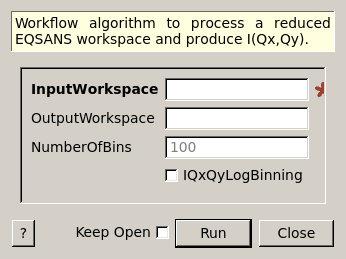 Workflow algorithm to process a reduced
EQSANS workspace and produce I(Qx,Qy).
InputWorkspace
OutputWorkspace
NumberOfBins 100
IQxQyLogBinning
? Keep Open Run Close